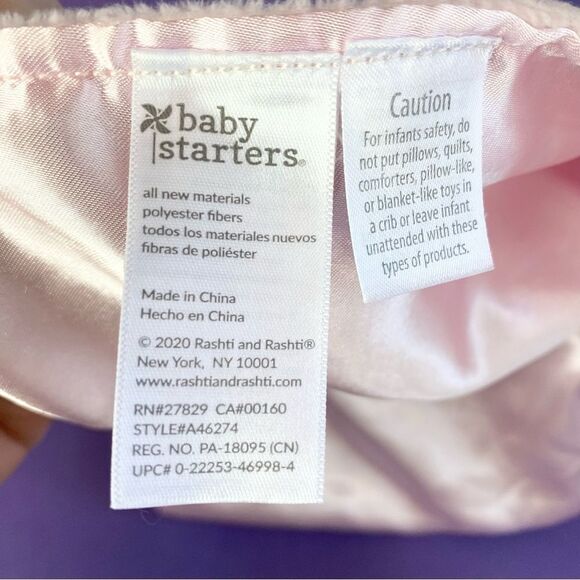 baby
starters®
all new materials
polyester fibers
todos los materiales nuevos
fibras de poliéster
Made in China
Hecho en China
© 2020 Rashti and Rashti®
New York, NY 10001
www.rashtiandrashti.com
RN#27829 CA#00160
STYLE#A46274
REG. NO. PA-18095 (CN)
UPC# 0-22253-46998-4
Caution
For infants safety, do
not put pillows, quilts,
comforters, pillow-like,
or blanket-like toys in
a crib or leave infant
unattended with these
types of products.